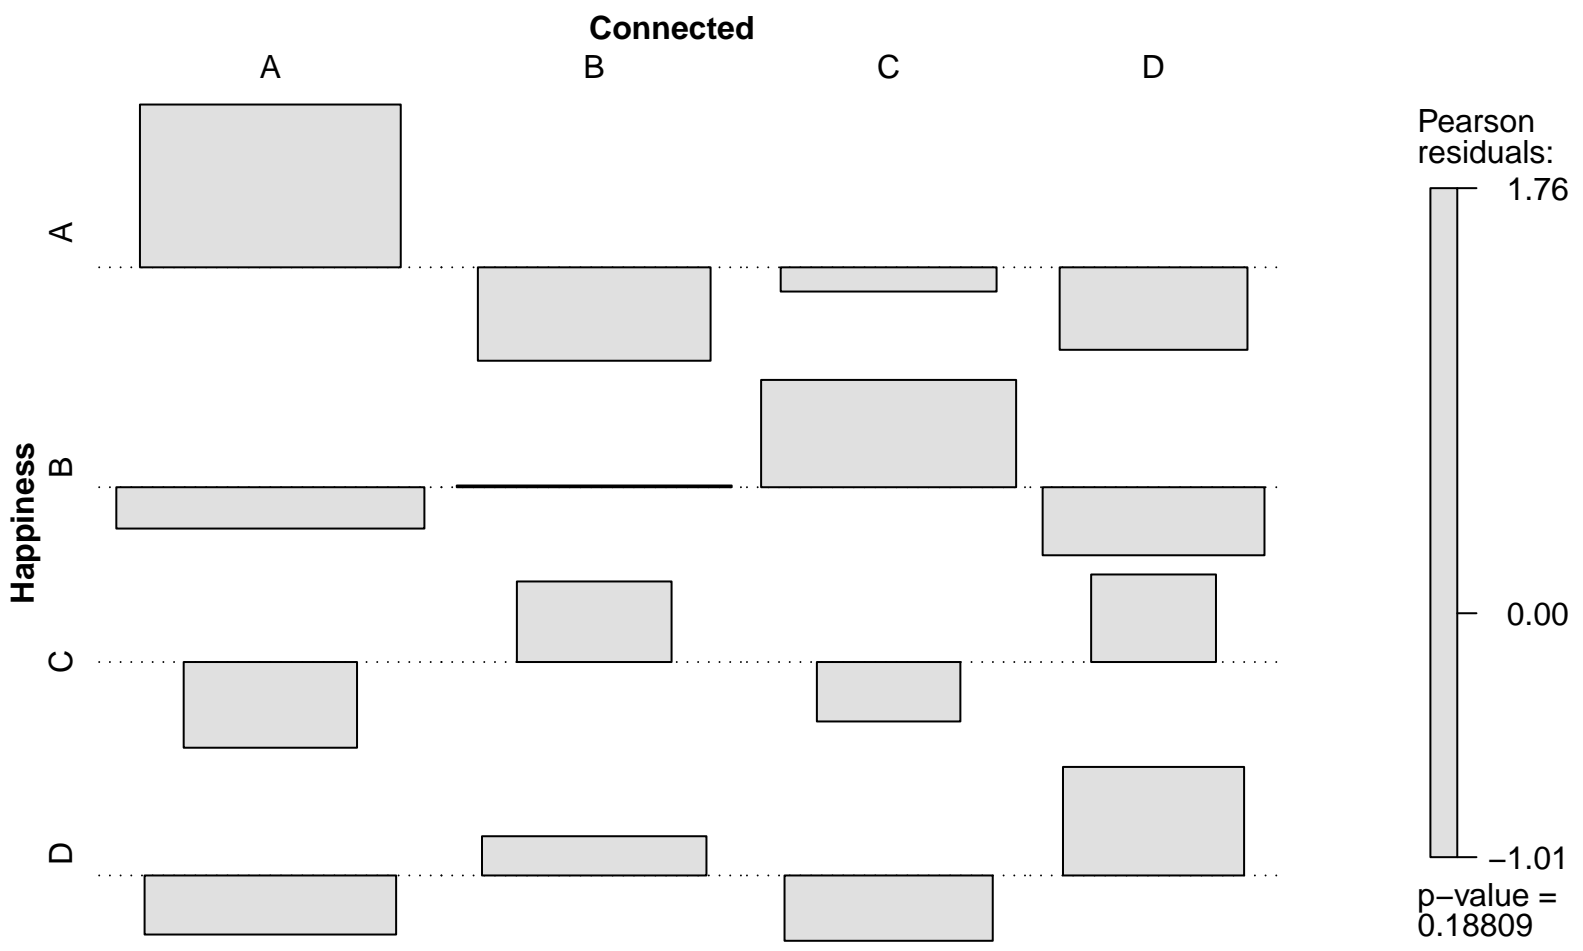 Connected
A B C D
Pearson
residuals:
1.76
0.00
−1.01
p−value =
0.18809
Happiness
A
B
C
D